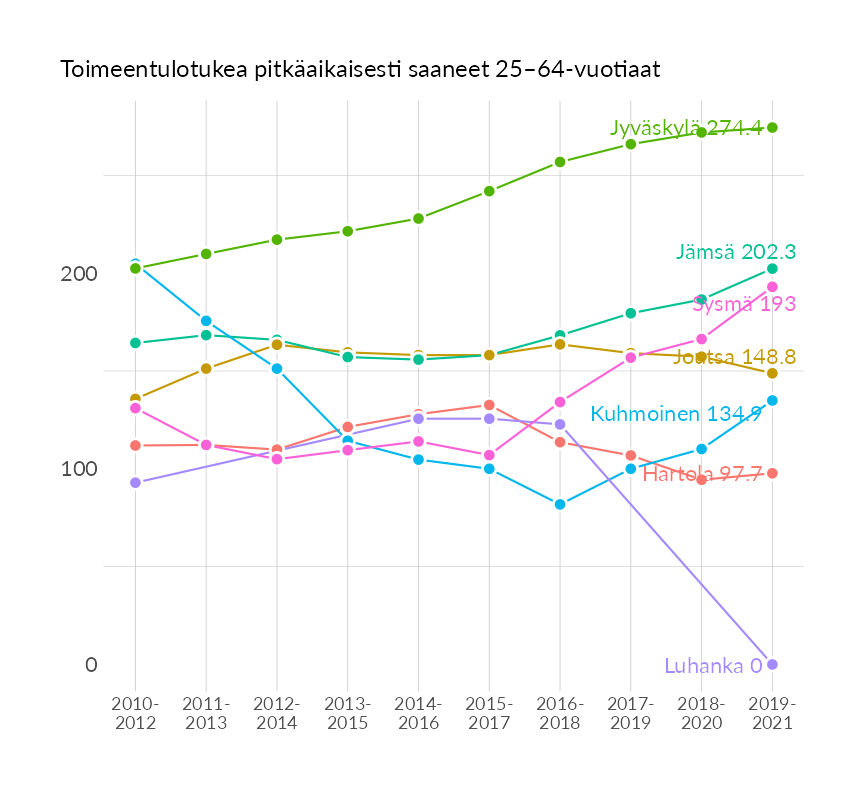 Toimeentulotukea pitkäaikaisesti saaneet 25–64-vuotiaat
Jyväskylä 274.4
Jämsä 202.3
200
Sysmä 193
Joutsa 148.8
Kuhmoinen 134.9
100
Hartola 97.7
0
Luhanka 0
2010- 2011- 2012- 2013- 2014- 2015- 2016- 2017- 2018- 2019-
2012 2013 2014 2015 2016 2017 2018 2019 2020 2021